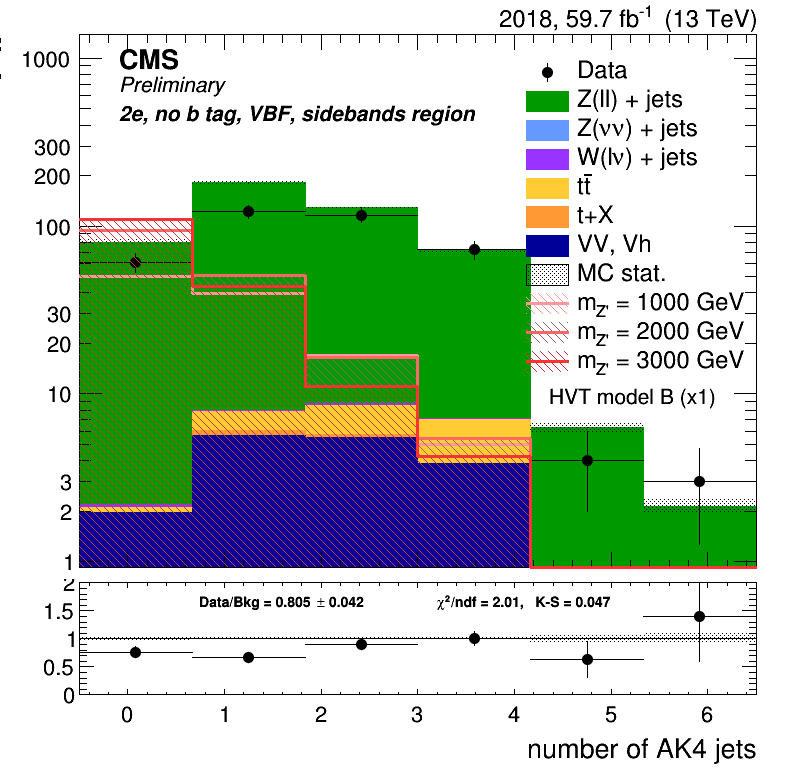 2018, 59.7 fb⁻¹ (13 TeV)
CMS
Preliminary
2e, no b tag, VBF, sidebands region
Data
Z(ll) + jets
Z(νν) + jets
W(lν) + jets
tt̄
t+X
VV, Vh
MC stat.
m_Z' = 1000 GeV
m_Z' = 2000 GeV
m_Z' = 3000 GeV
HVT model B (x1)
1000
300
200
100
30
20
10
3
2
1
Data/Bkg = 0.805 ± 0.042
χ²/ndf = 2.01, K-S = 0.047
2
1.5
1
0.5
0
0 1 2 3 4 5 6
number of AK4 jets